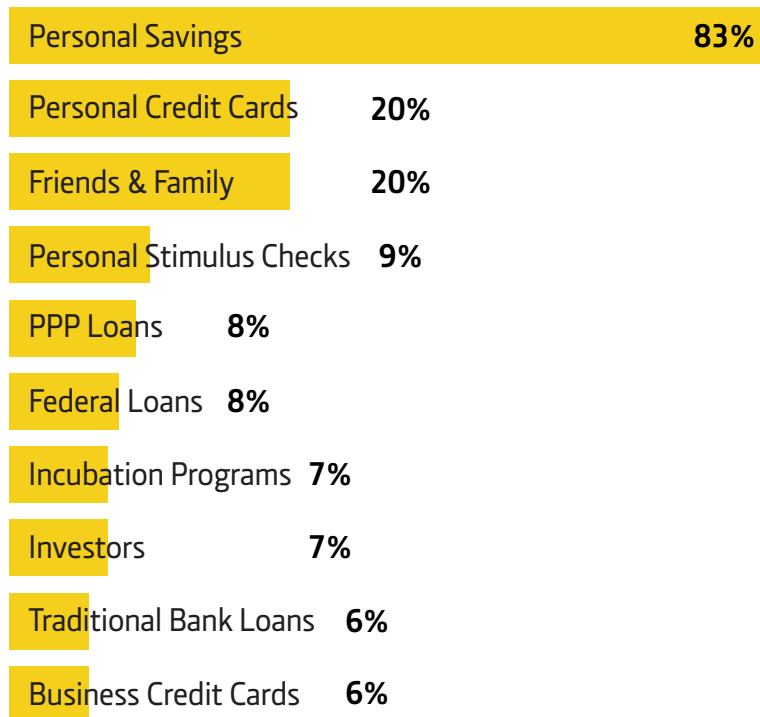 Personal Savings 83%
Personal Credit Cards 20%
Friends & Family 20%
Personal Stimulus Checks 9%
PPP Loans 8%
Federal Loans 8%
Incubation Programs 7%
Investors 7%
Traditional Bank Loans 6%
Business Credit Cards 6%